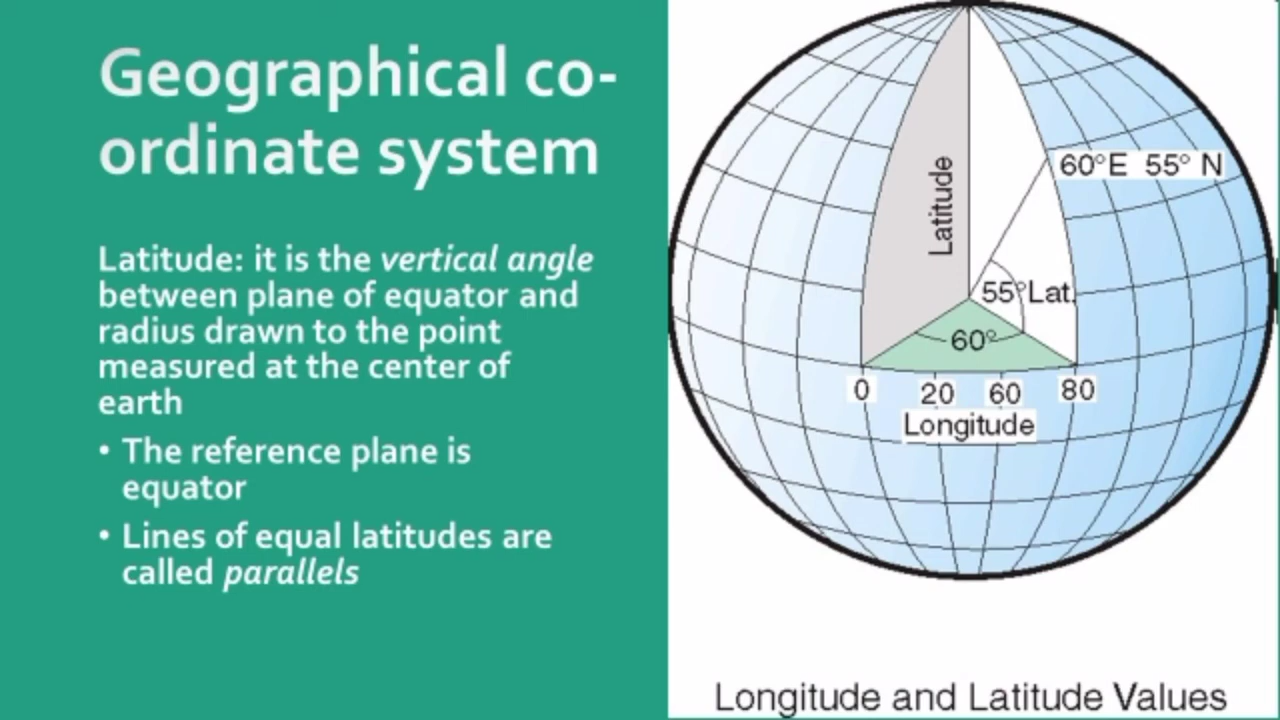 Geographical co-
ordinate system
Latitude: it is the vertical angle
between plane of equator and
radius drawn to the point
measured at the center of
earth
• The reference plane is
equator
• Lines of equal latitudes are
called parallels
Latitude
60°E 55° N
55°Lat.
60°
0 20 60 80
Longitude
Longitude and Latitude Values